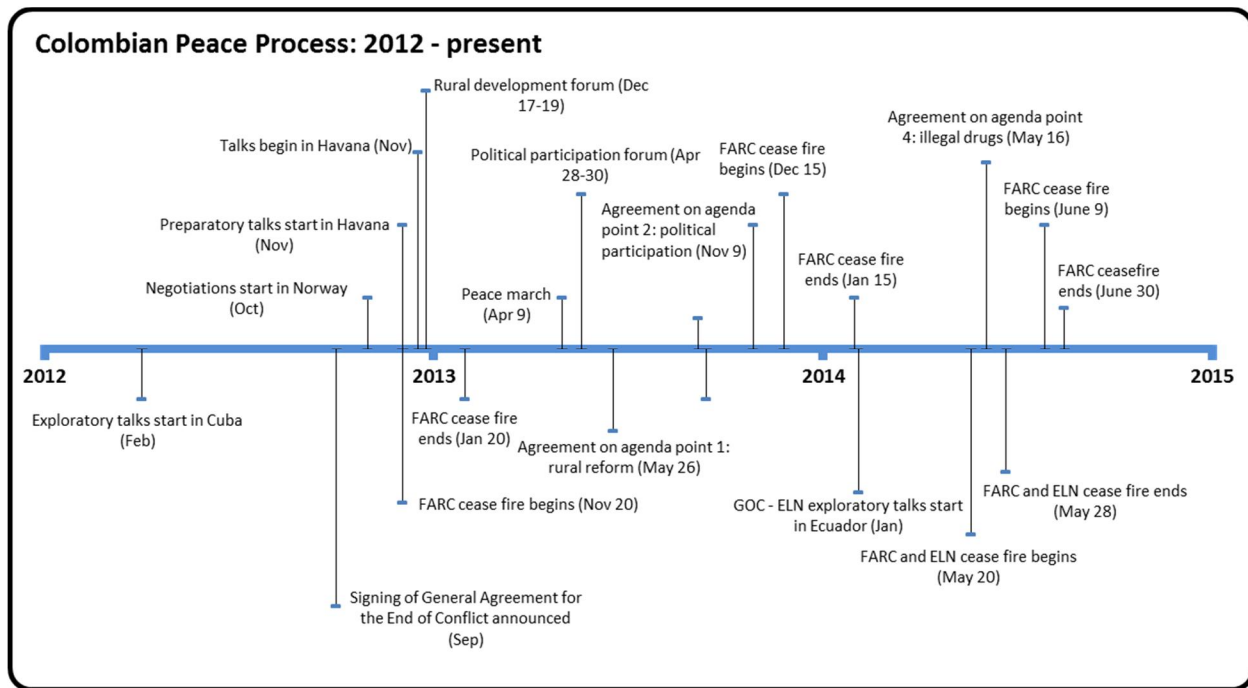 Colombian Peace Process: 2012 - present
Rural development forum (Dec
17-19)
Talks begin in Havana (Nov)
Preparatory talks start in Havana
(Nov)
Negotiations start in Norway
(Oct)
Political participation forum (Apr
28-30)
Peace march
(Apr 9)
Agreement on agenda
point 2: political
participation (Nov 9)
FARC cease fire
begins (Dec 15)
FARC cease fire
ends (Jan 15)
Agreement on agenda point
4: illegal drugs (May 16)
FARC cease fire
begins (June 9)
FARC ceasefire
ends (June 30)
2012
2013
2014
2015
Exploratory talks start in Cuba
(Feb)
Signing of General Agreement for
the End of Conflict announced
(Sep)
FARC cease fire begins (Nov 20)
FARC cease fire
ends (Jan 20)
Agreement on agenda point 1:
rural reform (May 26)
GOC - ELN exploratory talks start
in Ecuador (Jan)
FARC and ELN cease fire begins
(May 20)
FARC and ELN cease fire ends
(May 28)